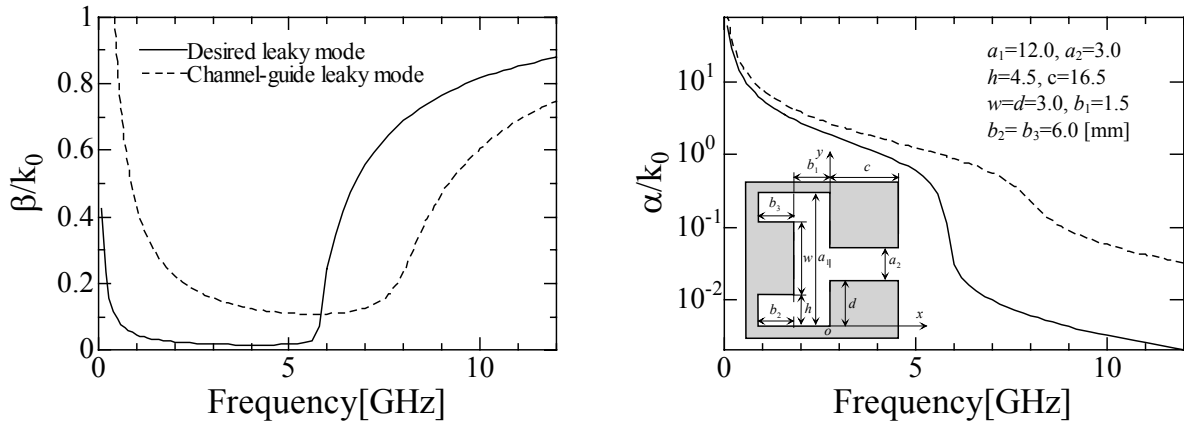 1
0.8
0.6
0.4
0.2
0
β/k0
Desired leaky mode
Channel-guide leaky mode
0 5 10
Frequency[GHz]
10^1
10^0
10^-1
10^-2
α/k0
a1=12.0, a2=3.0
h=4.5, c=16.5
w=d=3.0, b1=1.5
b2= b3=6.0 [mm]
y
b1 c
b3
w a1 a2
b2 h d
x
o
0 5 10
Frequency[GHz]